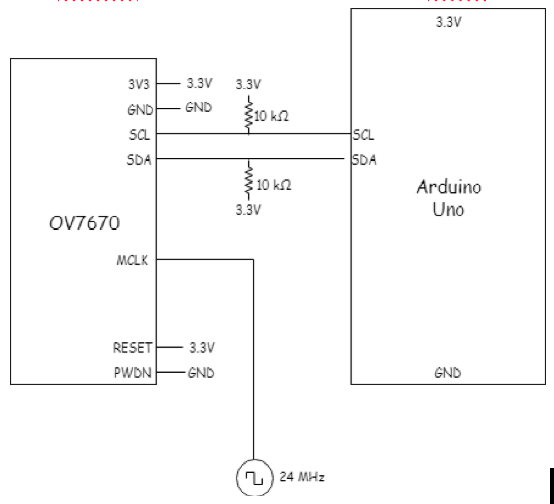 3.3V
3V3
3.3V
3.3V
GND
GND
10 kΩ
SCL
SCL
SDA
SDA
10 kΩ
3.3V
Arduino
Uno
OV7670
MCLK
RESET
3.3V
PWDN
GND
GND
24 MHz